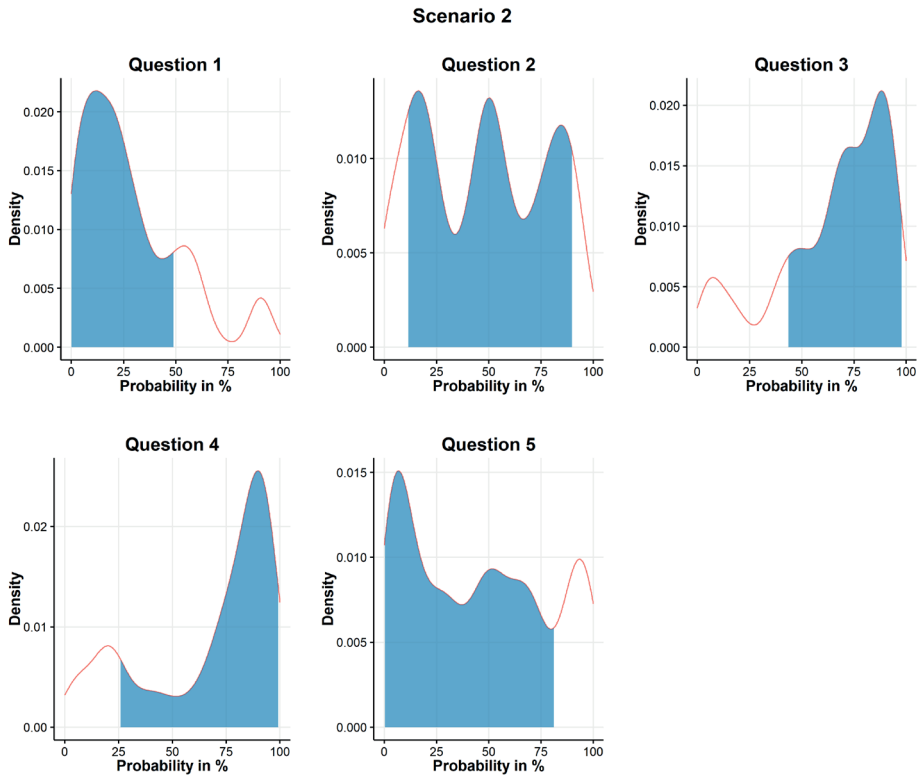 Scenario 2
Question 1
Density
0.020
0.015
0.010
0.005
0.000
0 25 50 75 100
Probability in %
Question 2
Density
0.010
0.005
0.000
0 25 50 75 100
Probability in %
Question 3
Density
0.020
0.015
0.010
0.005
0.000
0 25 50 75 100
Probability in %
Question 4
Density
0.02
0.01
0.00
0 25 50 75 100
Probability in %
Question 5
Density
0.015
0.010
0.005
0.000
0 25 50 75 100
Probability in %